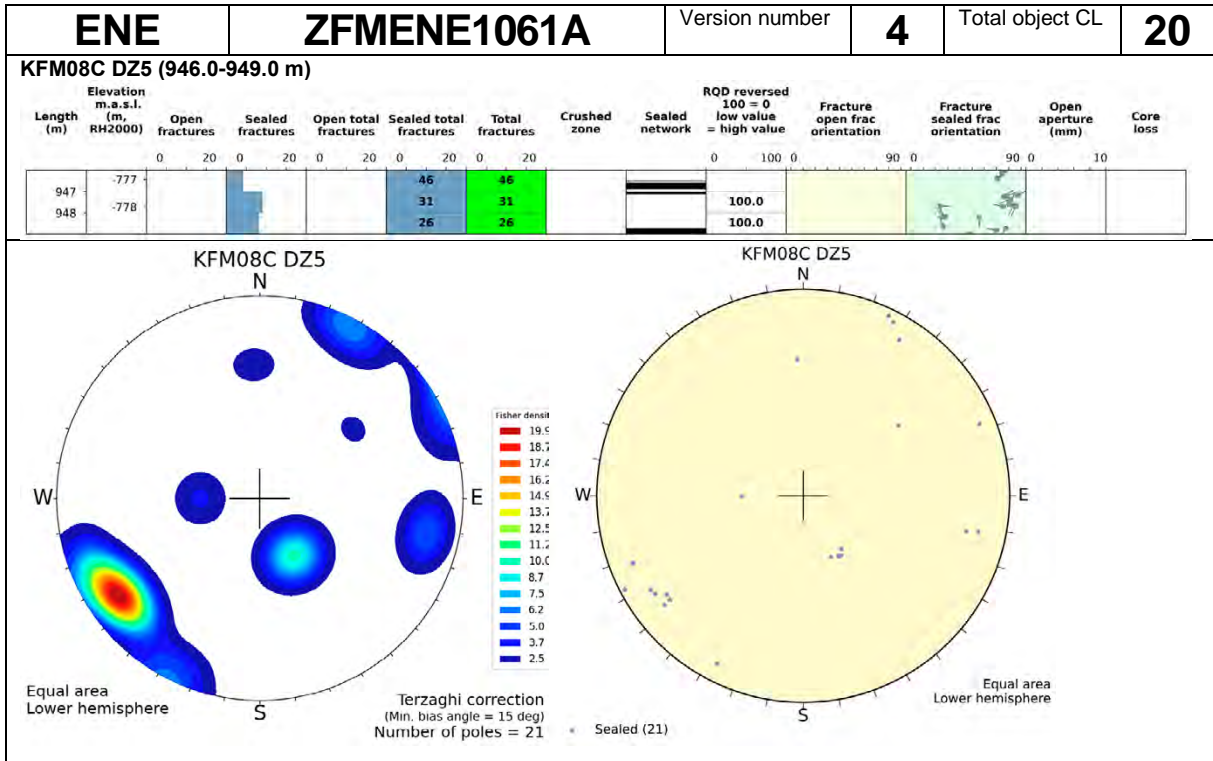 ENE ZFMENE1061A Version number 4 Total object CL 20
KFM08C DZ5 (946.0-949.0 m)
Length (m)
Elevation m.a.s.l. (m, RH2000)
Open fractures
Sealed fractures
Open total fractures
Sealed total fractures
Total fractures
Crushed zone
Sealed network
RQD reversed 100 = 0 low value = high value
Fracture open frac orientation
Fracture sealed frac orientation
Open aperture (mm)
Core loss
0 20 0 20 0 20 0 20 0 20 0 100 0 90 0 90 0 10
-777 46 46
947 31 31 100.0
-778
948 26 26 100.0
KFM08C DZ5
N
W
E
S
Fisher densit
19.9
18.7
17.4
16.2
14.9
13.7
12.5
11.2
10.0
8.7
7.5
6.2
5.0
3.7
2.5
Equal area
Lower hemisphere
Terzaghi correction
(Min. bias angle = 15 deg)
Number of poles = 21
KFM08C DZ5
N
W
E
S
Equal area
Lower hemisphere
Sealed (21)